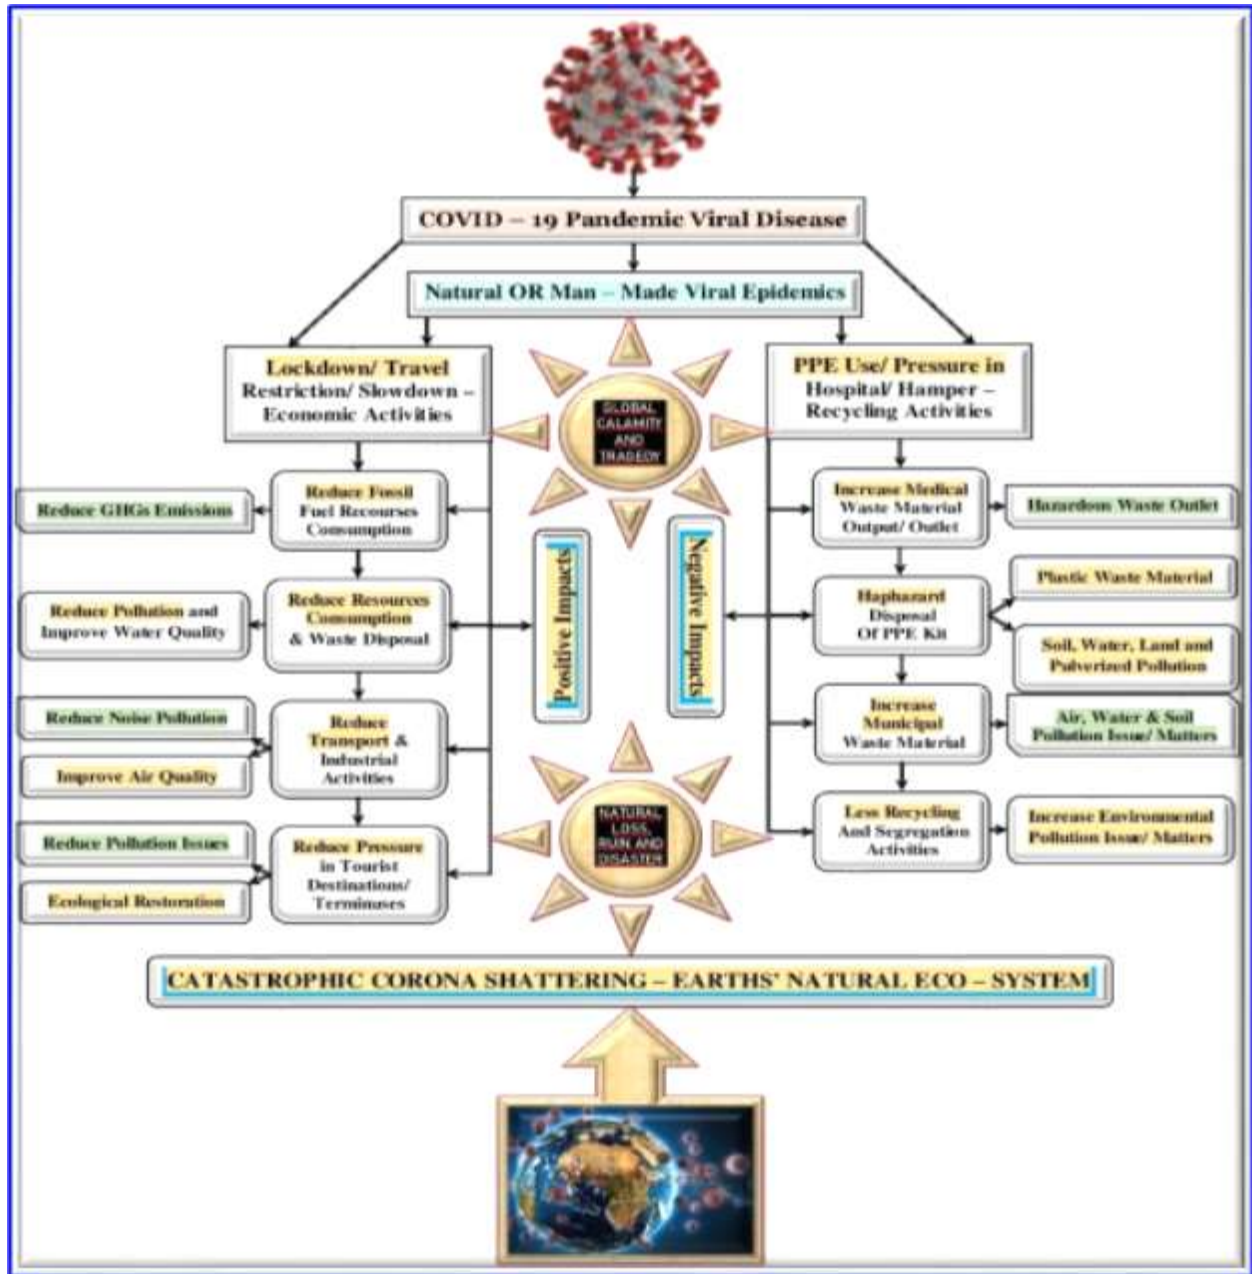 COVID – 19 Pandemic Viral Disease
Natural OR Man – Made Viral Epidemics
Lockdown/ Travel
Restriction/ Slowdown –
Economic Activities
GLOBAL
CALAMITY
AND
TRAGEDY
PPE Use/ Pressure in
Hospital/ Hamper –
Recycling Activities
Reduce GHGs Emissions
Reduce Fossil
Fuel Recourses
Consumption
Increase Medical
Waste Material
Output/ Outlet
Hazardous Waste Outlet
Reduce Pollution and
Improve Water Quality
Reduce Resources
Consumption
& Waste Disposal
Positive Impacts
Negative Impacts
Haphazard
Disposal
Of PPE Kit
Plastic Waste Material
Soil, Water, Land and
Pulverized Pollution
Reduce Noise Pollution
Improve Air Quality
Reduce
Transport &
Industrial
Activities
Increase
Municipal
Waste Material
Air, Water & Soil
Pollution Issue/ Matters
Reduce Pollution Issues
Ecological Restoration
Reduce Pressure
in Tourist
Destinations/
Terminuses
NATURAL
LOSS,
RUIN AND
DISASTER
Less Recycling
And Segregation
Activities
Increase Environmental
Pollution Issue/ Matters
CATASTROPHIC CORONA SHATTERING – EARTHS' NATURAL ECO – SYSTEM